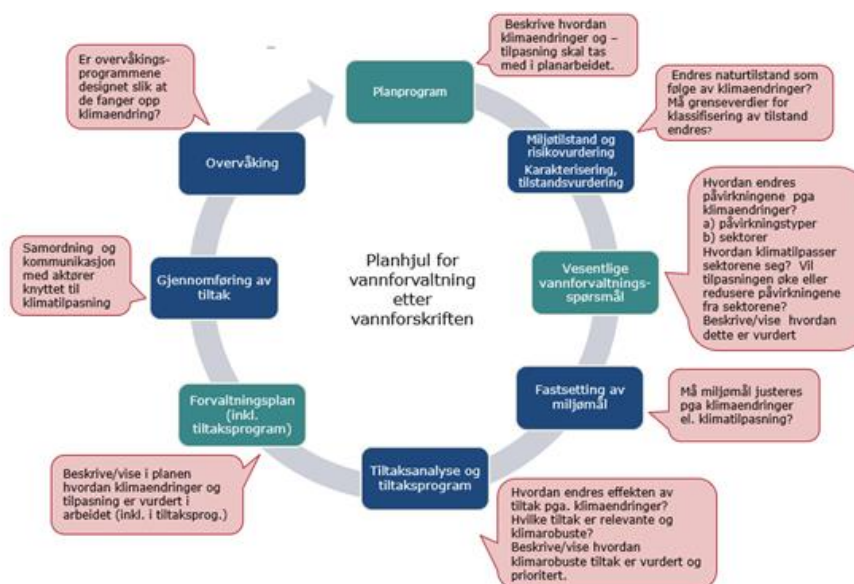 Beskrive hvordan
klimaendringer og –
tilpasning skal tas
med i planarbeidet.
Er overvåkings-
programmene
designet slik at
de fanger opp
klimaendring?
Planprogram
Endres naturtilstand som
følge av klimaendringer?
Må grenseverdier for
klassifisering av tilstand
endres?
Miljøtilstand og
risikovurdering
Karakterisering,
tilstandsvurdering
Overvåking
Hvordan endres
påvirkningene pga
klimaendringer?
a) påvirkningstyper
b) sektorer
Hvordan klimatilpasser
sektorene seg? Vil
tilpasningen øke eller
redusere påvirkningene
fra sektorene?
Beskrive/vise hvordan
dette er vurdert
Samordning og
kommunikasjon
med aktører
knyttet til
klimatilpasning
Gjennomføring av
tiltak
Planhjul for
vannforvaltning
etter
vannforskriften
Vesentlige
vannforvaltnings-
spørsmål
Fastsetting av
miljømål
Må miljømål justeres
pga klimaendringer
el. klimatilpasning?
Forvaltningsplan
(inkl.
tiltaksprogram)
Beskrive/vise i planen
hvordan klimaendringer og
tilpasning er vurdert i
arbeidet (inkl. i tiltaksprog.)
Tiltaksanalyse og
tiltaksprogram
Hvordan endres effekten av
tiltak pga. klimaendringer?
Hvilke tiltak er relevante og
klimarobuste?
Beskrive/vise hvordan
klimarobuste tiltak er vurdert og
prioritert.